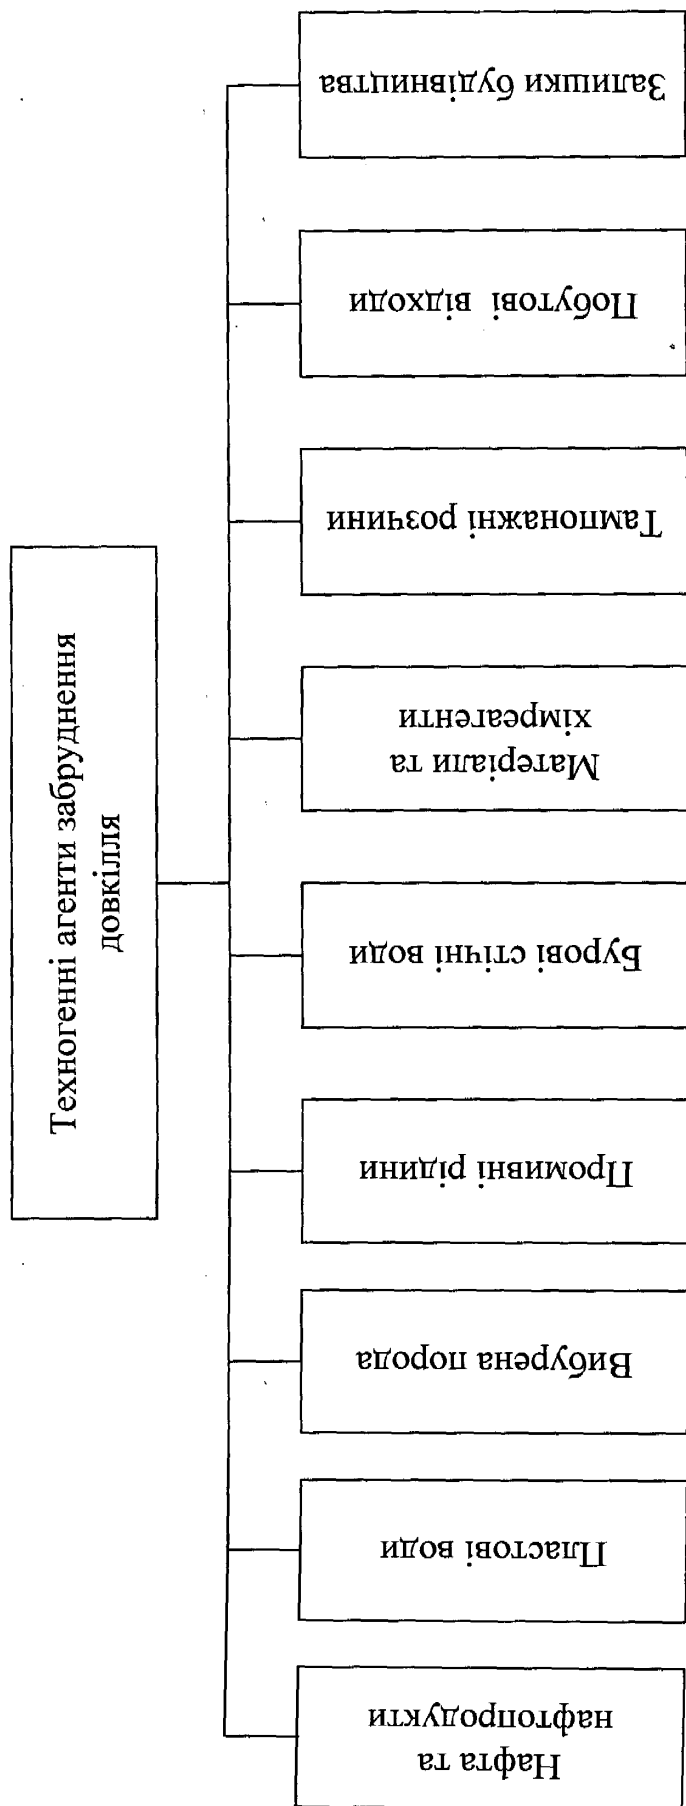 Техногенні агенти забруднення
довкілля
Нафта та
нафтопродукти
Пластові води
Вибурена порода
Промивні рідини
Бурові стічні води
Матеріали та
хімреагенти
Тампонажні розчини
Побутові відходи
Залишки будівництва